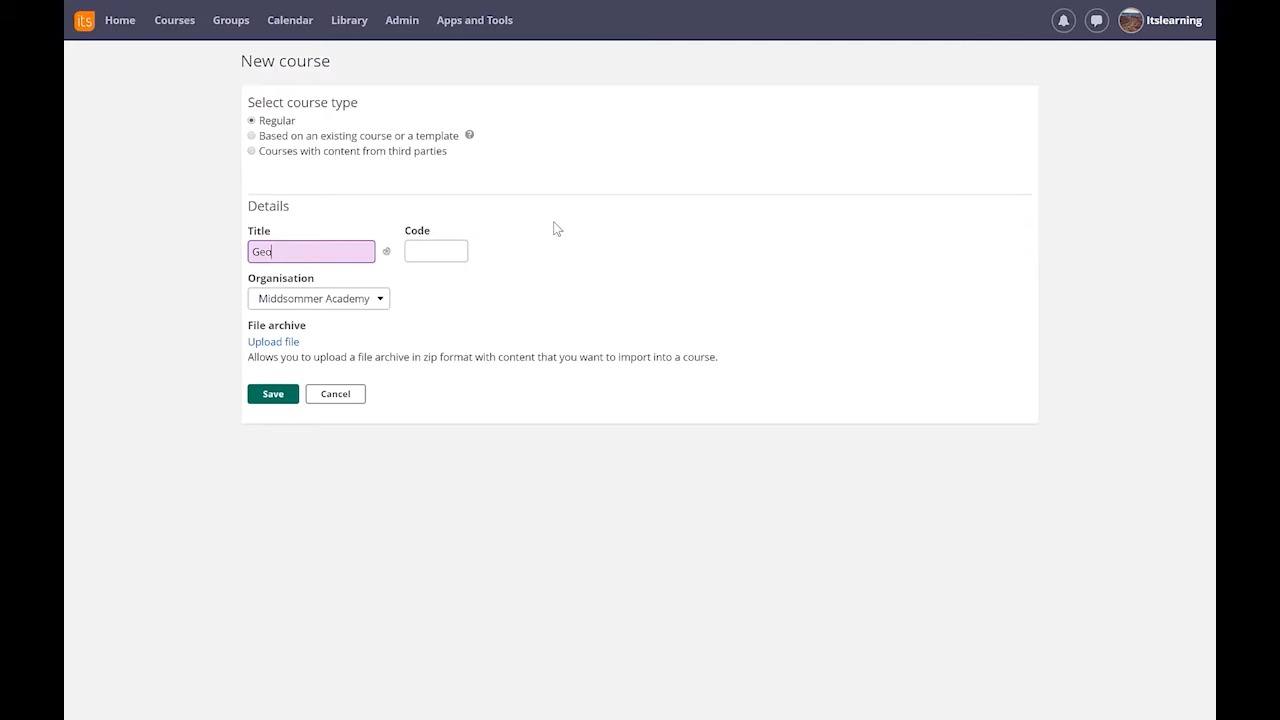 its Home Courses Groups Calendar Library Admin Apps and Tools Itslearning
New course
Select course type
Regular
Based on an existing course or a template ?
Courses with content from third parties
Details
Title Code
Geo
Organisation
Middsommer Academy
File archive
Upload file
Allows you to upload a file archive in zip format with content that you want to import into a course.
Save Cancel